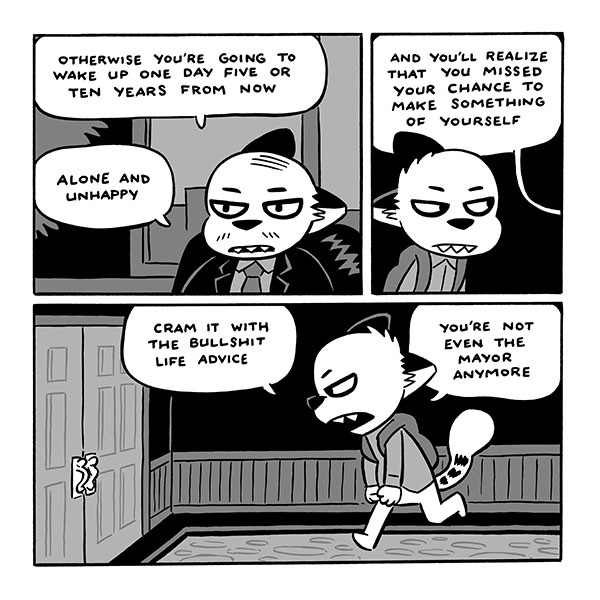 OTHERWISE YOU'RE GOING TO
WAKE UP ONE DAY FIVE OR
TEN YEARS FROM NOW
ALONE AND
UNHAPPY
AND YOU'LL REALIZE
THAT YOU MISSED
YOUR CHANCE TO
MAKE SOMETHING
OF YOURSELF
CRAM IT WITH
THE BULLSHIT
LIFE ADVICE
YOU'RE NOT
EVEN THE
MAYOR
ANYMORE